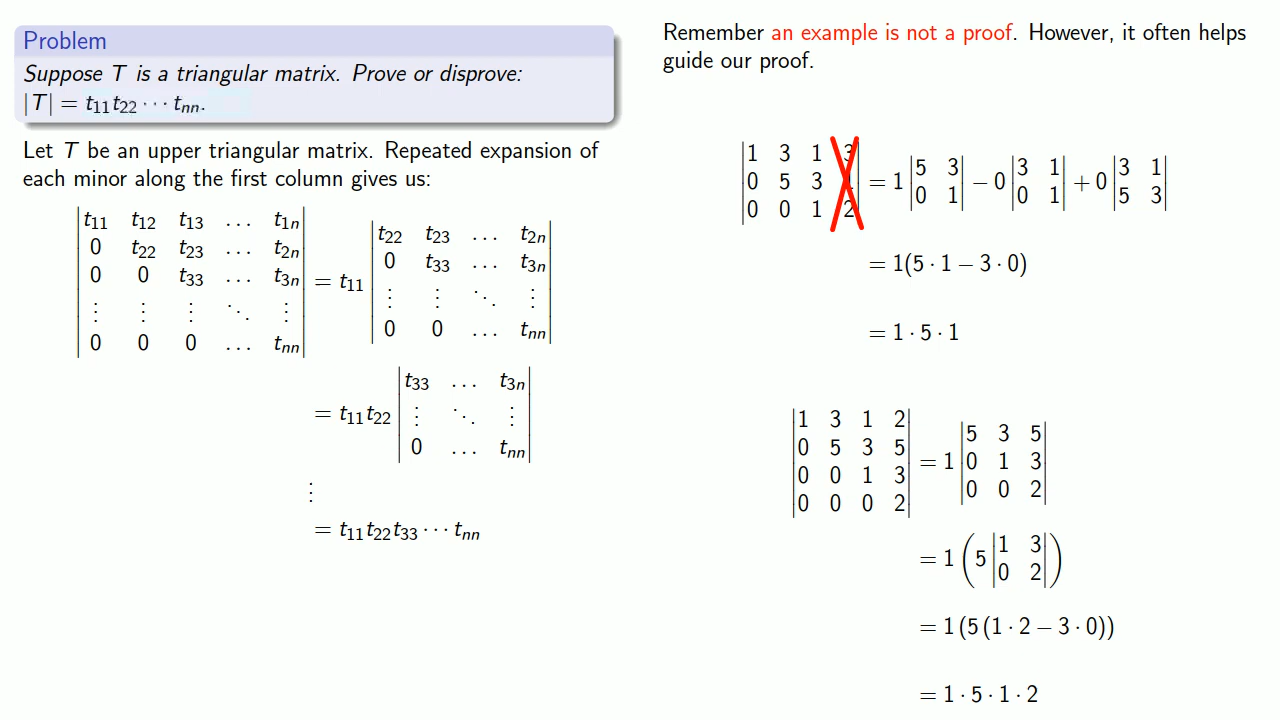 Problem
Suppose T is a triangular matrix. Prove or disprove:
|T| = t₁₁t₂₂ ⋯ tₙₙ.
Let T be an upper triangular matrix. Repeated expansion of
each minor along the first column gives us:
|t₁₁ t₁₂ t₁₃ … t₁ₙ|
|0 t₂₂ t₂₃ … t₂ₙ|
|0 0 t₃₃ … t₃ₙ|
|⋮ ⋮ ⋮ ⋱ ⋮|
|0 0 0 … tₙₙ|
= t₁₁
|t₂₂ t₂₃ … t₂ₙ|
|0 t₃₃ … t₃ₙ|
|⋮ ⋮ ⋱ ⋮|
|0 0 … tₙₙ|
= t₁₁t₂₂
|t₃₃ … t₃ₙ|
|⋮ ⋱ ⋮|
|0 … tₙₙ|
⋮
= t₁₁t₂₂t₃₃ ⋯ tₙₙ
Remember an example is not a proof. However, it often helps
guide our proof.
|1 3 1 3|
|0 5 3|
|0 0 1 2|
= 1
|5 3|
|0 1|
− 0
|3 1|
|0 1|
+ 0
|3 1|
|5 3|
= 1(5 · 1 − 3 · 0)
= 1 · 5 · 1
|1 3 1 2|
|0 5 3 5|
|0 0 1 3|
|0 0 0 2|
= 1
|5 3 5|
|0 1 3|
|0 0 2|
= 1 ( 5
|1 3|
|0 2|
)
= 1 (5 (1 · 2 − 3 · 0))
= 1 · 5 · 1 · 2